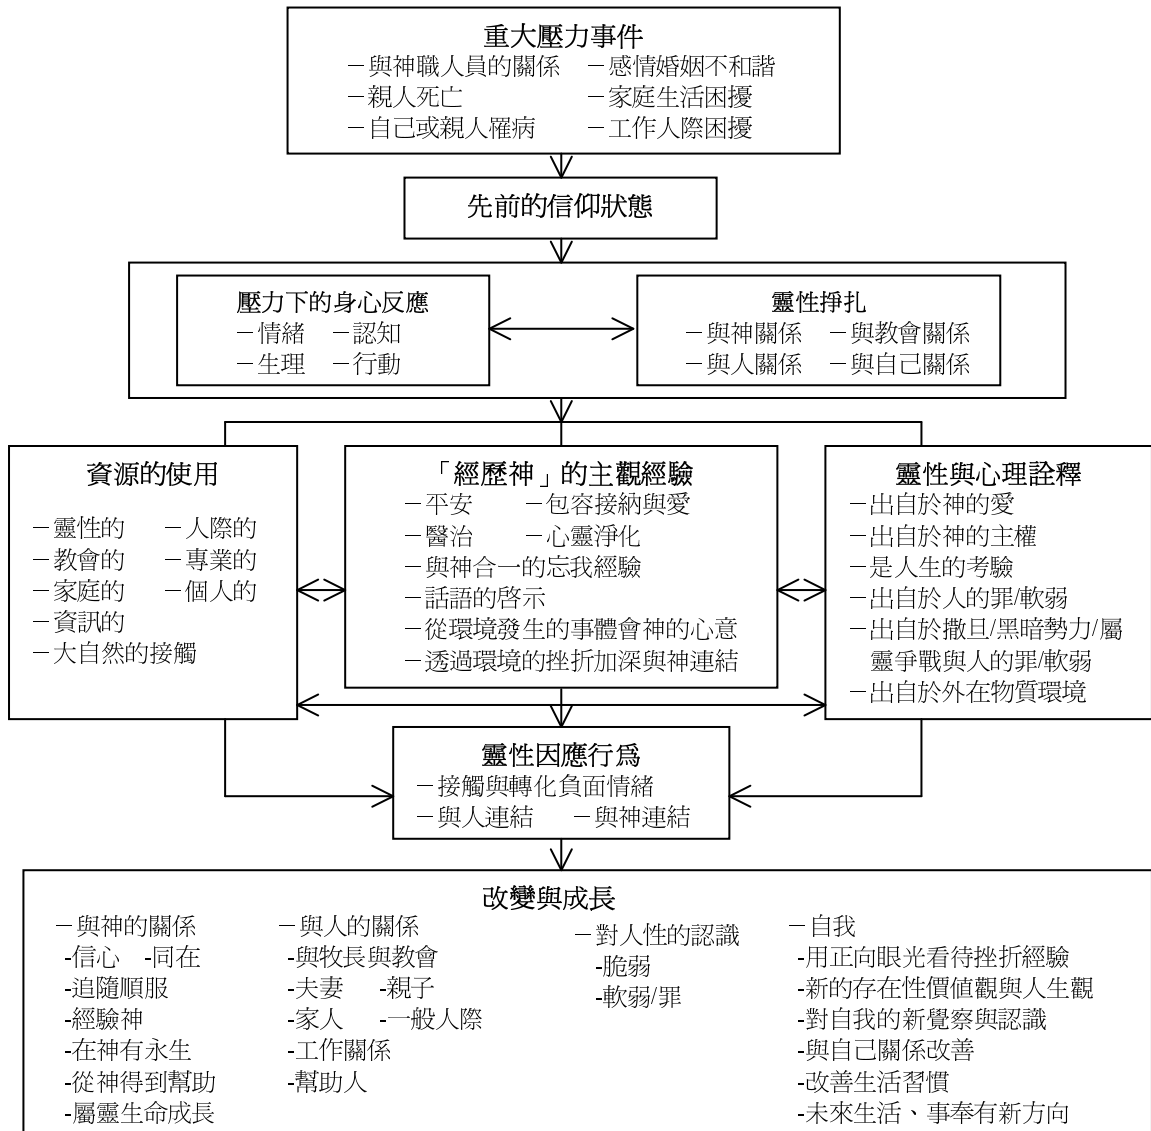 重大壓力事件
－與神職人員的關係 －感情婚姻不和諧
－親人死亡 －家庭生活困擾
－自己或親人罹病 －工作人際困擾
先前的信仰狀態
壓力下的身心反應
－情緒 －認知
－生理 －行動
靈性掙扎
－與神關係 －與教會關係
－與人關係 －與自己關係
資源的使用
－靈性的 －人際的
－教會的 －專業的
－家庭的 －個人的
－資訊的
－大自然的接觸
「經歷神」的主觀經驗
－平安 －包容接納與愛
－醫治 －心靈淨化
－與神合一的忘我經驗
－話語的啓示
－從環境發生的事體會神的心意
－透過環境的挫折加深與神連結
靈性與心理詮釋
－出自於神的愛
－出自於神的主權
－是人生的考驗
－出自於人的罪/軟弱
－出自於撒旦/黑暗勢力/屬
靈爭戰與人的罪/軟弱
－出自於外在物質環境
靈性因應行為
－接觸與轉化負面情緒
－與人連結 －與神連結
改變與成長
－與神的關係
-信心 -同在
-追隨順服
-經驗神
-在神有永生
-從神得到幫助
-屬靈生命成長
－與人的關係
-與牧長與教會
-夫妻 -親子
-家人 -一般人際
-工作關係
-幫助人
－對人性的認識
-脆弱
-軟弱/罪
－自我
-用正向眼光看待挫折經驗
-新的存在性價值觀與人生觀
-對自我的新覺察與認識
-與自己關係改善
-改善生活習慣
-未來生活、事奉有新方向